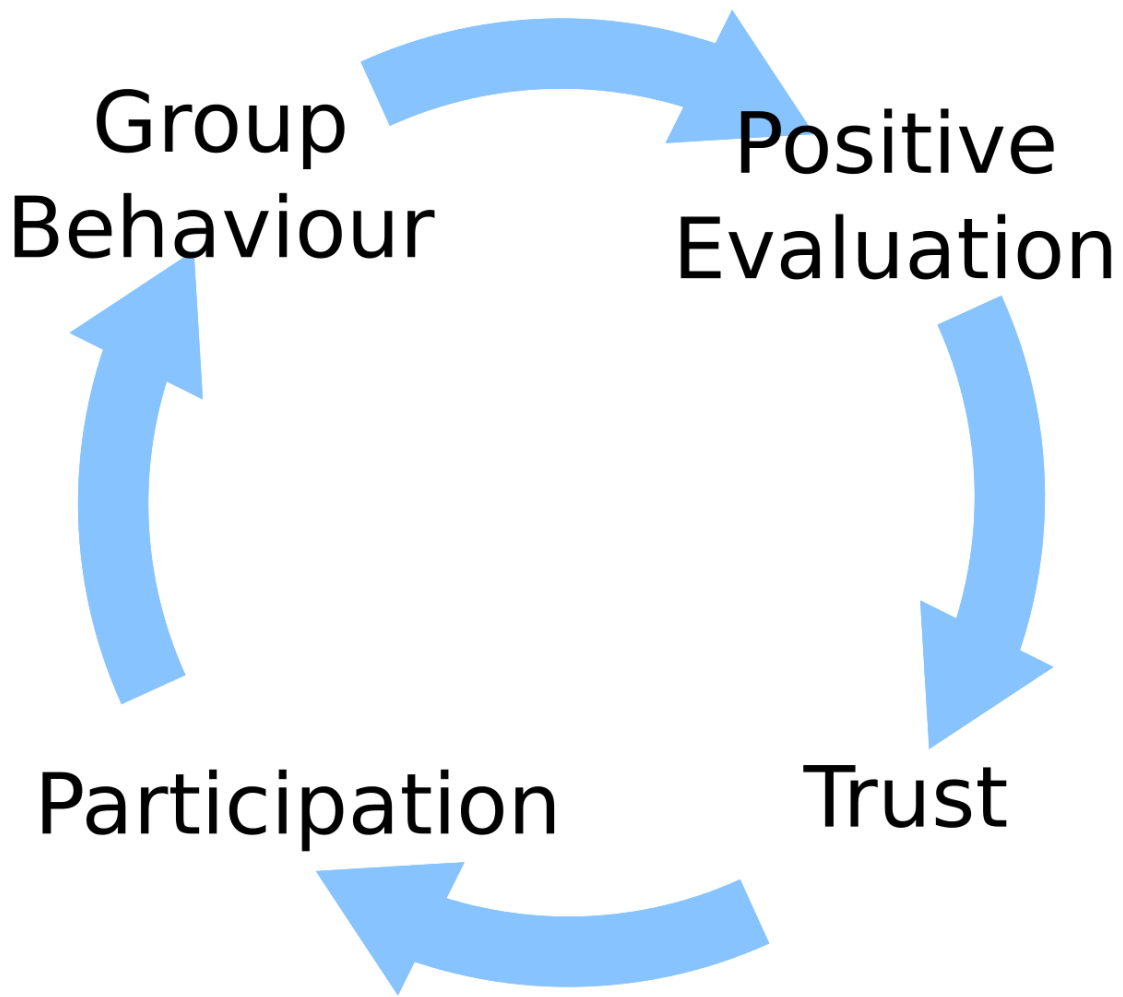 Group
Behaviour
Positive
Evaluation
Trust
Participation